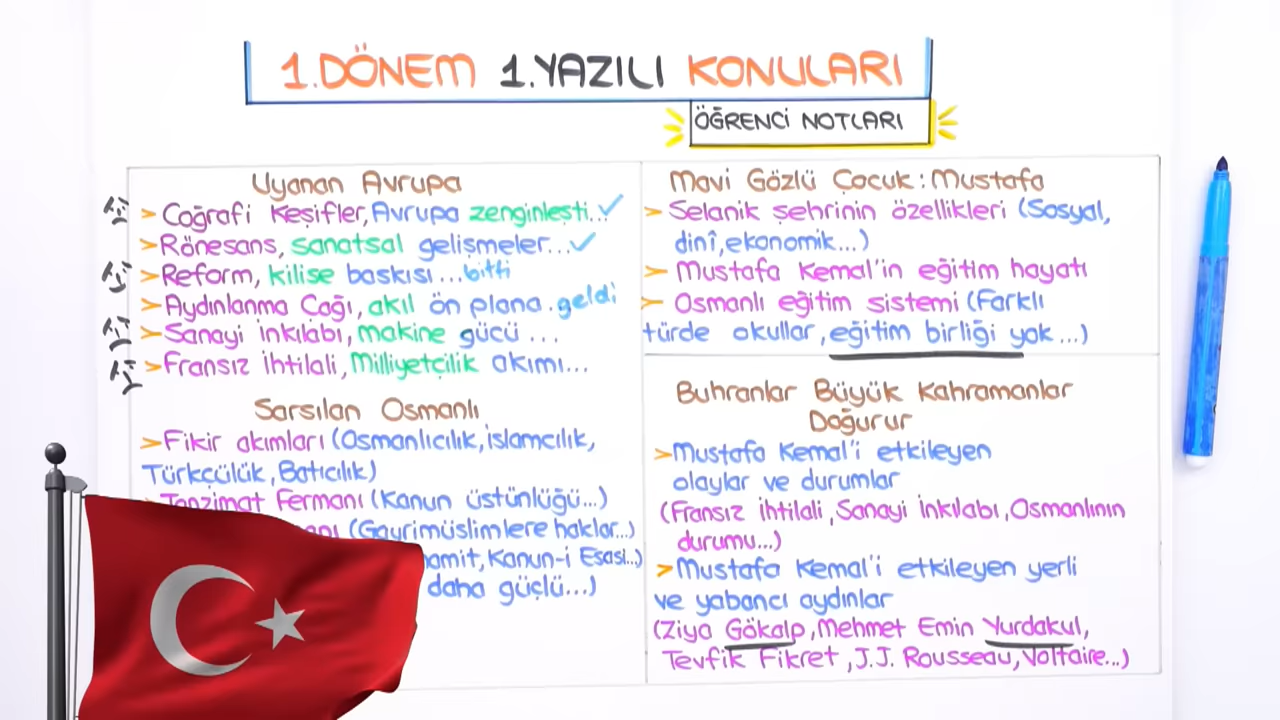 1.DÖNEM 1.YAZILI KONULARI
ÖĞRENCİ NOTLARI
Uyanan Avrupa
➤Coğrafi Keşifler, Avrupa zenginleşti..✓
➤Rönesans, sanatsal gelişmeler...✓
➤Reform, kilise baskısı...bitti
➤Aydınlanma Çağı, akıl ön plana.geldi
➤Sanayi İnkılabı, makine gücü ...
➤Fransız İhtilali, Milliyetçilik akımı...
Sarsılan Osmanlı
➤Fikir akımları (Osmanlıcılık, İslamcılık,
Türkçülük, Batıcılık)
Tanzimat Fermanı (Kanun üstünlüğü...)
(Gayrimüslimlere haklar...)
Kanun-i Esasi...)
daha güçlü...)
Mavi Gözlü Çocuk: Mustafa
➤Selanik şehrinin özellikleri (Sosyal,
dinî, ekonomik...)
➤Mustafa Kemal'in eğitim hayatı
➤Osmanlı eğitim sistemi (Farklı
türde okullar, eğitim birliği yok...)
Buhranlar Büyük Kahramanlar
Doğurur
➤Mustafa Kemal'i etkileyen
olaylar ve durumlar
(Fransız İhtilali, Sanayi İnkılabı, Osmanlının
durumu...)
➤Mustafa Kemal'i etkileyen yerli
ve yabancı aydınlar
(Ziya Gökalp, Mehmet Emin Yurdakul,
Tevfik Fikret, J.J. Rousseau, Voltaire...)